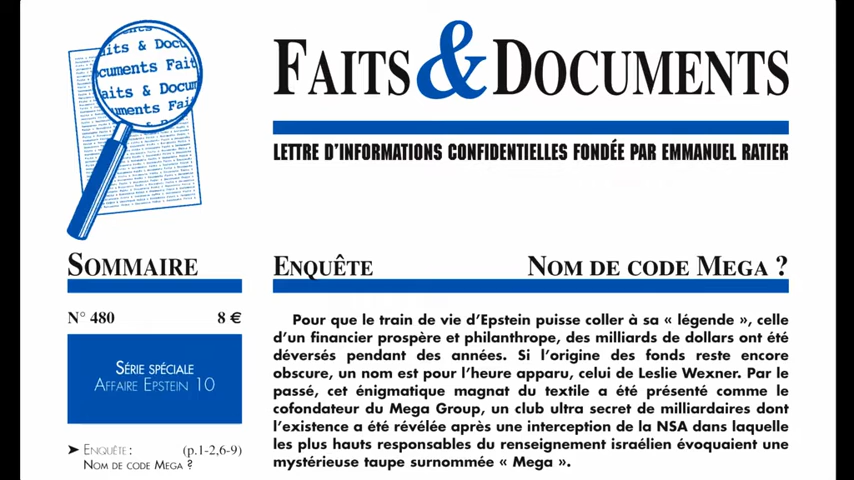 its & Docu
cuments Fait
aits & Docum
uments Fai
FAITS & DOCUMENTS
LETTRE D'INFORMATIONS CONFIDENTIELLES FONDÉE PAR EMMANUEL RATIER
SOMMAIRE
N° 480 8 €
SÉRIE SPÉCIALE
AFFAIRE EPSTEIN 10
➤ ENQUÊTE : (p.1-2,6-9)
NOM DE CODE MEGA ?
ENQUÊTE NOM DE CODE MEGA ?
Pour que le train de vie d'Epstein puisse coller à sa « légende », celle
d'un financier prospère et philanthrope, des milliards de dollars ont été
déversés pendant des années. Si l'origine des fonds reste encore
obscure, un nom est pour l'heure apparu, celui de Leslie Wexner. Par le
passé, cet énigmatique magnat du textile a été présenté comme le
cofondateur du Mega Group, un club ultra secret de milliardaires dont
l'existence a été révélée après une interception de la NSA dans laquelle
les plus hauts responsables du renseignement israélien évoquaient une
mystérieuse taupe surnommée « Mega ».